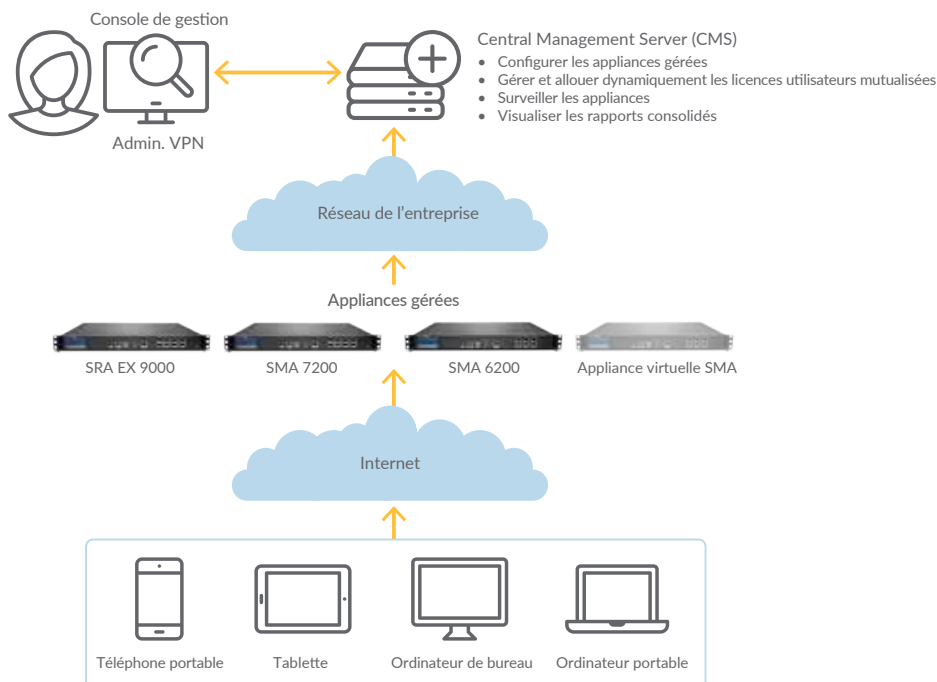 Console de gestion
Admin. VPN
Central Management Server (CMS)
• Configurer les appliances gérées
• Gérer et allouer dynamiquement les licences utilisateurs mutualisées
• Surveiller les appliances
• Visualiser les rapports consolidés
Réseau de l'entreprise
Appliances gérées
SRA EX 9000
SMA 7200
SMA 6200
Appliance virtuelle SMA
Internet
Téléphone portable
Tablette
Ordinateur de bureau
Ordinateur portable